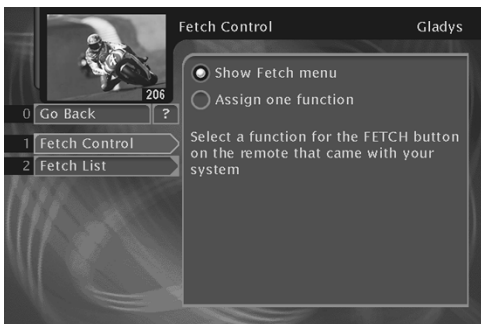 Fetch Control
Gladys
206
0 Go Back ?
1 Fetch Control
2 Fetch List
Show Fetch menu
Assign one function
Select a function for the FETCH button
on the remote that came with your
system